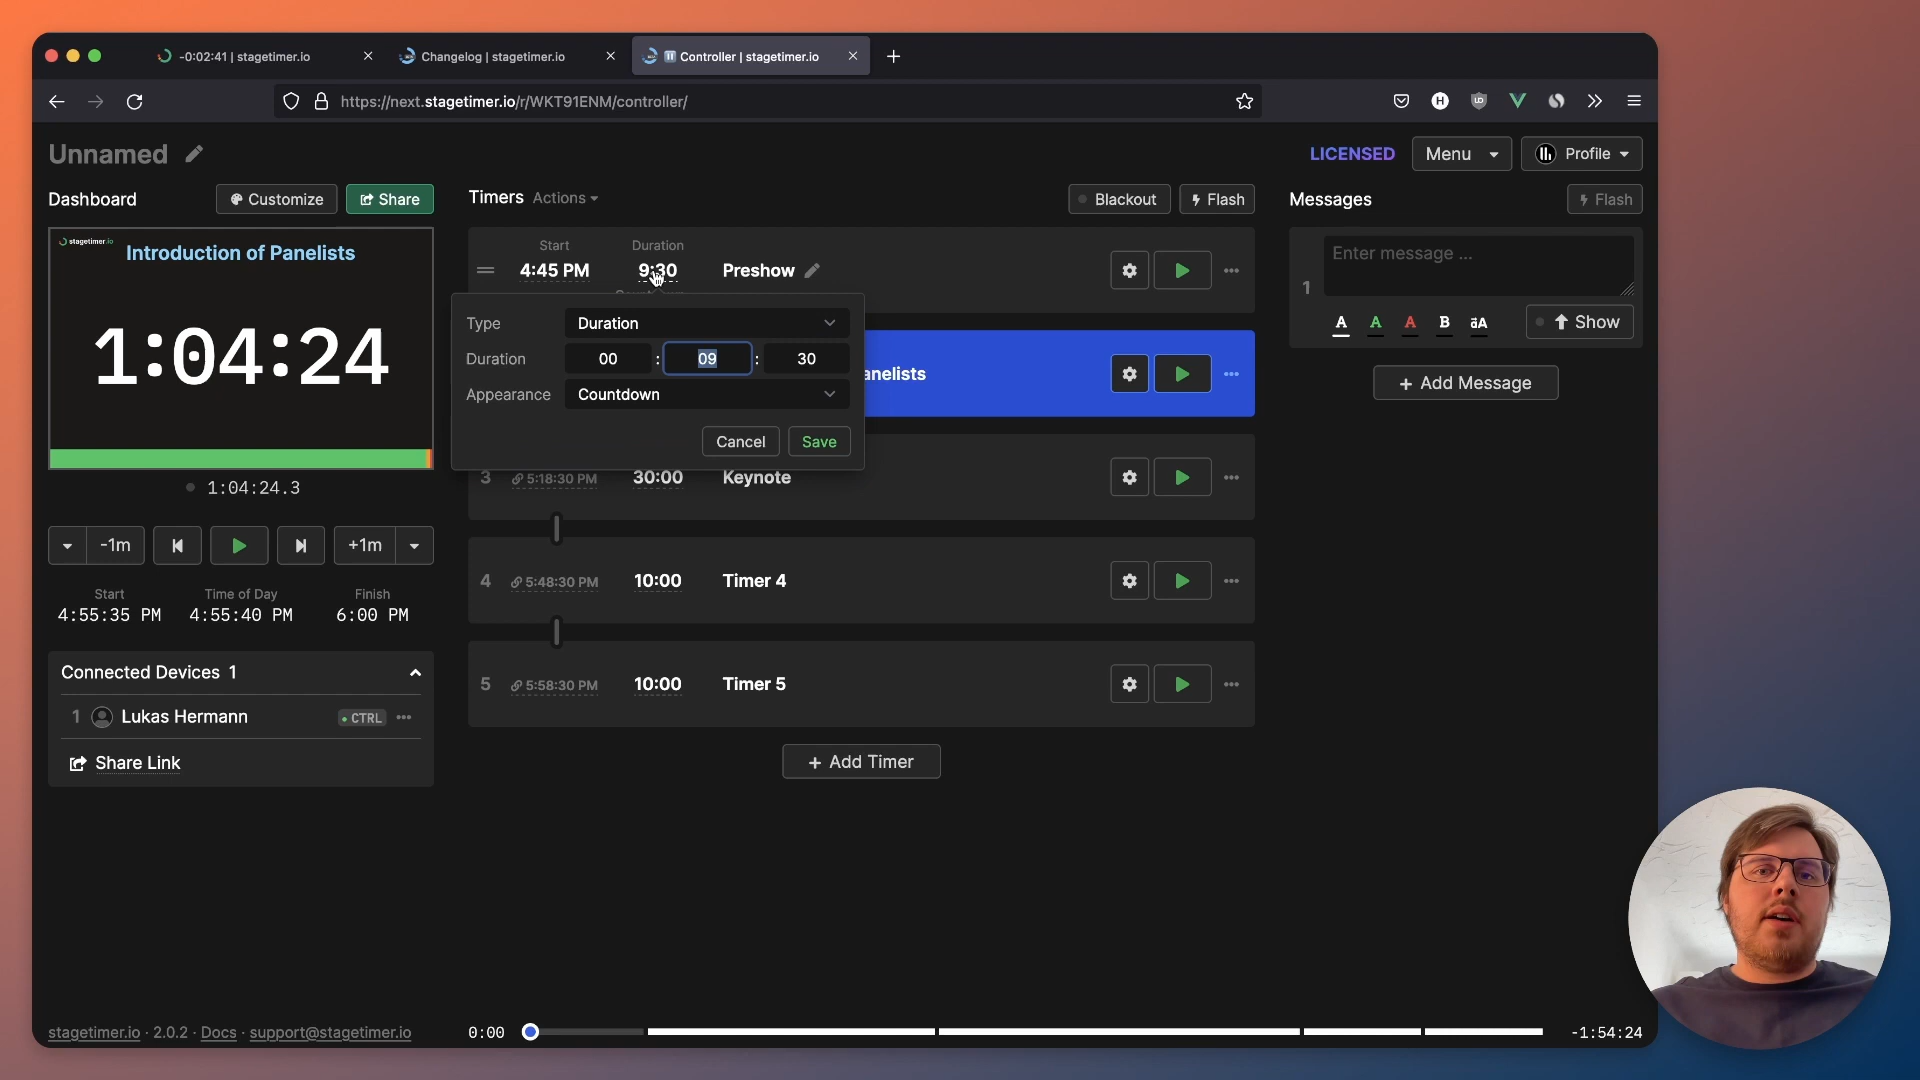 -0:02:41 | stagetimer.io
Changelog | stagetimer.io
Controller | stagetimer.io
https://next.stagetimer.io/r/WKT91ENM/controller/
Unnamed
LICENSED
Menu
Profile
Dashboard
Customize
Share
Timers
Actions
Blackout
Flash
Messages
Flash
stagetimer.io
Introduction of Panelists
1:04:24
1:04:24.3
-1m
+1m
Start
Time of Day
Finish
4:55:35 PM
4:55:40 PM
6:00 PM
Connected Devices 1
1
Lukas Hermann
CTRL
Share Link
Start
Duration
4:45 PM
9:30
Preshow
Type
Duration
Duration
00 : 09 : 30
Appearance
Countdown
Cancel
Save
anelists
3
5:18:30 PM
30:00
Keynote
4
5:48:30 PM
10:00
Timer 4
5
5:58:30 PM
10:00
Timer 5
+ Add Timer
Enter message ...
1
A A A B āA
Show
+ Add Message
stagetimer.io · 2.0.2 · Docs · support@stagetimer.io
0:00
-1:54:24